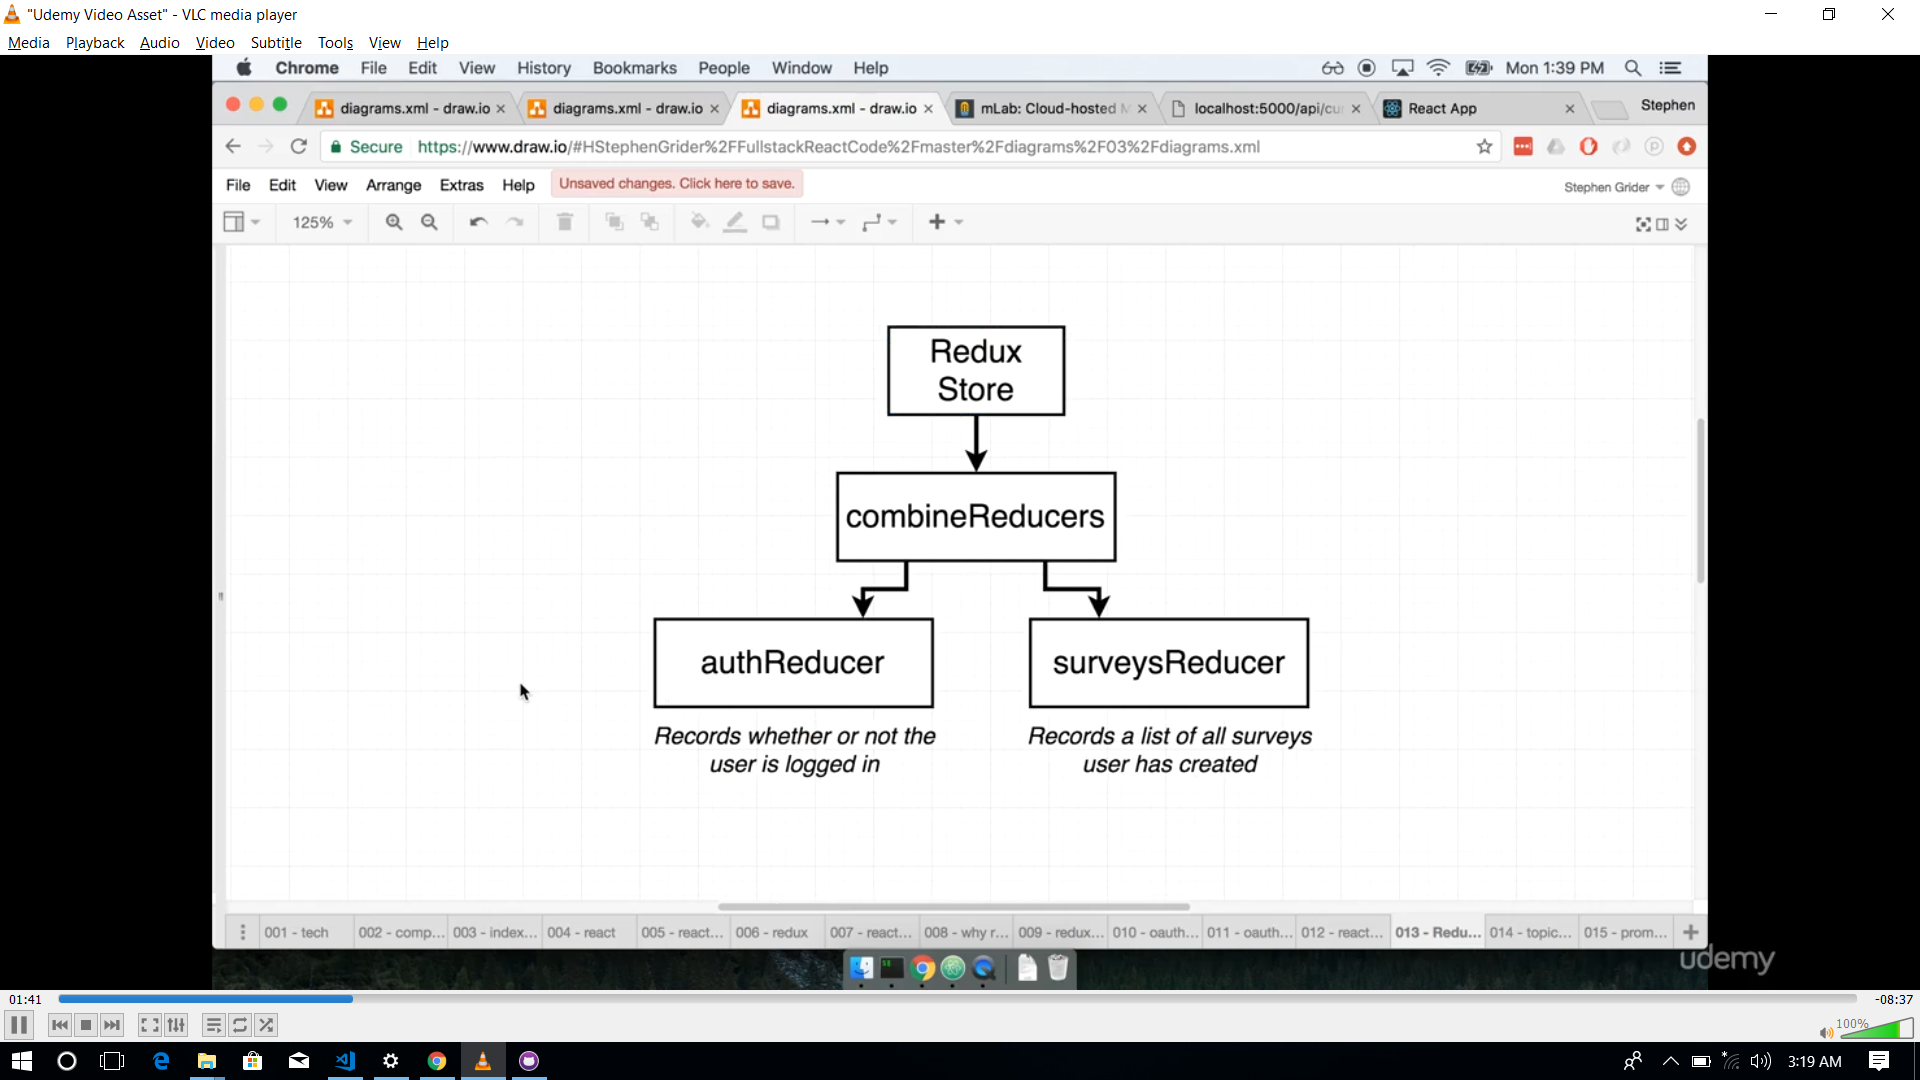 "Udemy Video Asset" - VLC media player
Media Playback Audio Video Subtitle Tools View Help
Chrome File Edit View History Bookmarks People Window Help Mon 1:39 PM
diagrams.xml - draw.io diagrams.xml - draw.io diagrams.xml - draw.io mLab: Cloud-hosted M localhost:5000/api/cu React App Stephen
Secure https://www.draw.io/#HStephenGrider%2FFullstackReactCode%2Fmaster%2Fdiagrams%2F03%2Fdiagrams.xml
File Edit View Arrange Extras Help Unsaved changes. Click here to save. Stephen Grider
125%
Redux
Store
combineReducers
authReducer surveysReducer
Records whether or not the
user is logged in
Records a list of all surveys
user has created
001 - tech 002 - comp... 003 - index... 004 - react 005 - react... 006 - redux 007 - react... 008 - why r... 009 - redux... 010 - oauth... 011 - oauth... 012 - react... 013 - Redu... 014 - topic... 015 - prom...
udemy
01:41 -08:37
100%
3:19 AM